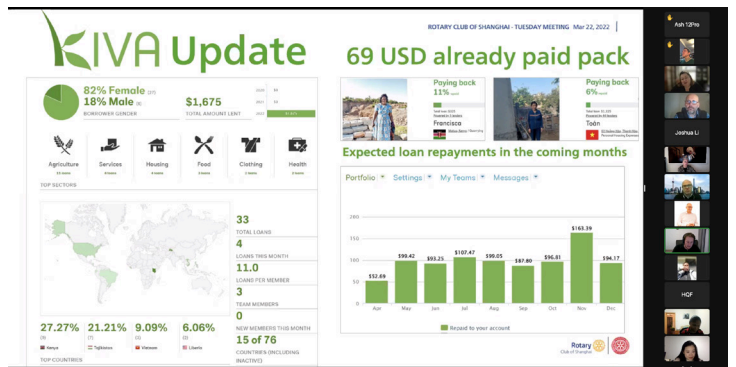 KIVA Update
ROTARY CLUB OF SHANGHAI - TUESDAY MEETING Mar 22, 2022
69 USD already paid pack
82% Female (27)
18% Male (6)
BORROWER GENDER
$1,675
TOTAL AMOUNT LENT
Agriculture
Services
Housing
Food
Clothing
Health
TOP SECTORS
33
TOTAL LOANS
4
LOANS THIS MONTH
11.0
LOANS PER MEMBER
3
TEAM MEMBERS
0
NEW MEMBERS THIS MONTH
15 of 76
COUNTRIES (INCLUDING INACTIVE)
27.27%
21.21%
9.09%
6.06%
Kenya
Tajikistan
Vietnam
Liberia
TOP COUNTIRES
Paying back
11%
Francisca
Paying back
6%
Toàn
Expected loan repayments in the coming months
Portfolio
Settings
My Teams
Messages
200
150
100
50
0
$52.69
$99.42
$93.25
$107.47
$99.05
$87.80
$96.81
$163.39
$94.17
Apr
May
Jun
Jul
Aug
Sep
Oct
Nov
Dec
Repaid to your account
Rotary
Club of Shanghai
Ash 12Pro
Joshua Li
HQF